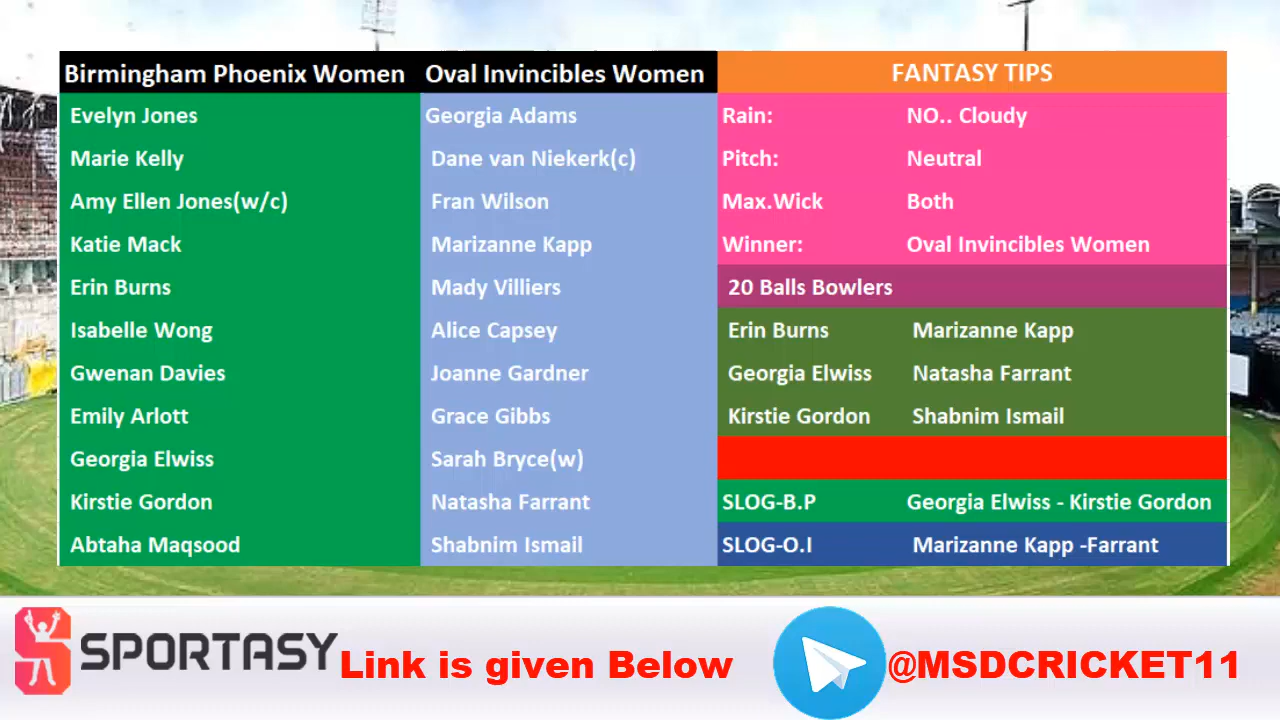 Birmingham Phoenix Women Oval Invincibles Women FANTASY TIPS
Evelyn Jones Georgia Adams Rain: NO.. Cloudy
Marie Kelly Dane van Niekerk(c) Pitch: Neutral
Amy Ellen Jones(w/c) Fran Wilson Max.Wick Both
Katie Mack Marizanne Kapp Winner: Oval Invincibles Women
Erin Burns Mady Villiers 20 Balls Bowlers
Isabelle Wong Alice Capsey Erin Burns Marizanne Kapp
Gwenan Davies Joanne Gardner Georgia Elwiss Natasha Farrant
Emily Arlott Grace Gibbs Kirstie Gordon Shabnim Ismail
Georgia Elwiss Sarah Bryce(w)
Kirstie Gordon Natasha Farrant SLOG-B.P Georgia Elwiss - Kirstie Gordon
Abtaha Maqsood Shabnim Ismail SLOG-O.I Marizanne Kapp -Farrant
SPORTASY Link is given Below @MSDCRICKET11